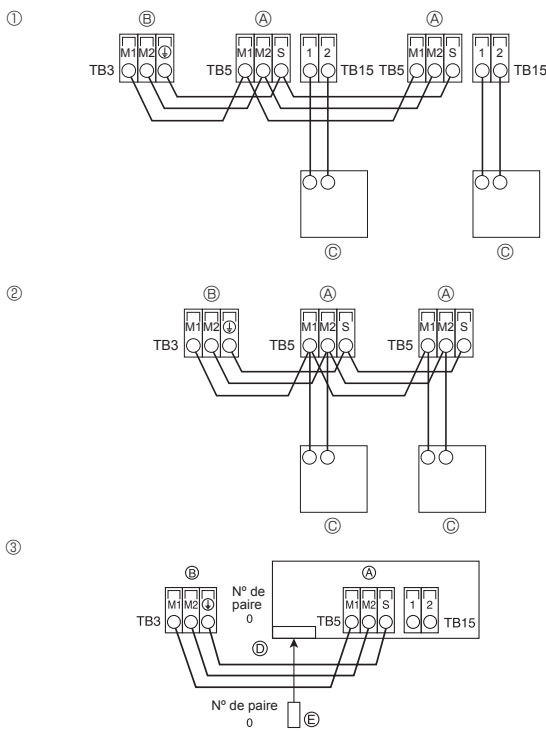 ①
Ⓑ Ⓐ Ⓐ
M1 M2 ⏚ M1 M2 S 1 2 M1 M2 S 1 2
TB3 TB5 TB15 TB5 TB15
Ⓒ Ⓒ
②
Ⓑ Ⓐ Ⓐ
M1 M2 ⏚ M1 M2 S M1 M2 S
TB3 TB5 TB5
Ⓒ Ⓒ
③
Ⓑ Ⓐ
M1 M2 ⏚ M1 M2 S 1 2
TB3 TB5 TB15
Nº de
paire
0
Ⓓ
Nº de paire
0
Ⓔ